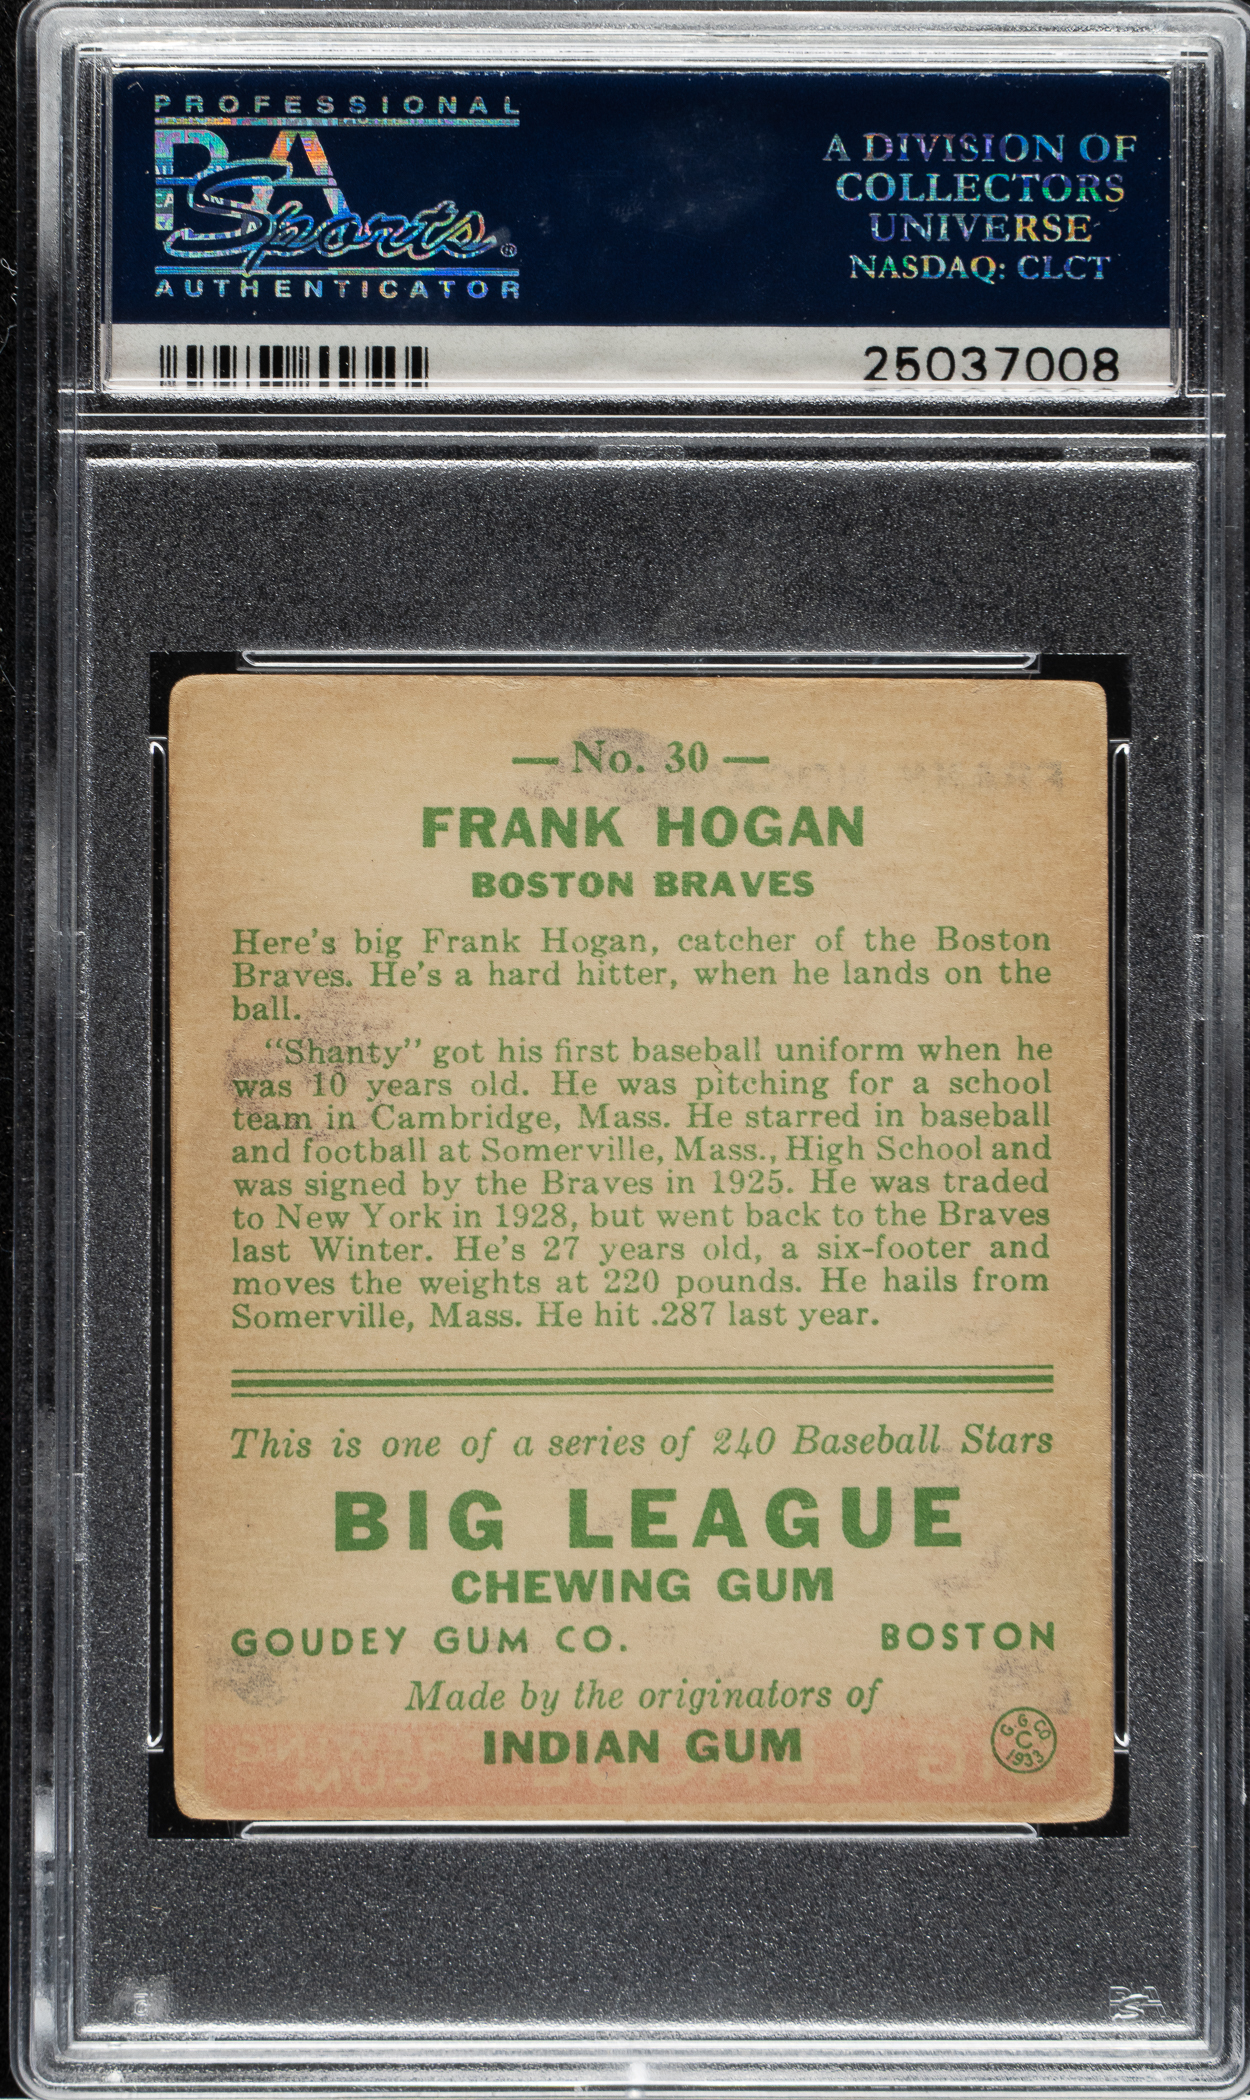 PROFESSIONAL
PSA
Sports®
AUTHENTICATOR
A DIVISION OF
COLLECTORS
UNIVERSE
NASDAQ: CLCT
25037008
— No. 30 —
FRANK HOGAN
BOSTON BRAVES
Here's big Frank Hogan, catcher of the Boston
Braves. He's a hard hitter, when he lands on the
ball.
"Shanty" got his first baseball uniform when he
was 10 years old. He was pitching for a school
team in Cambridge, Mass. He starred in baseball
and football at Somerville, Mass., High School and
was signed by the Braves in 1925. He was traded
to New York in 1928, but went back to the Braves
last Winter. He's 27 years old, a six-footer and
moves the weights at 220 pounds. He hails from
Somerville, Mass. He hit .287 last year.
This is one of a series of 240 Baseball Stars
BIG LEAGUE
CHEWING GUM
GOUDEY GUM CO. BOSTON
Made by the originators of
INDIAN GUM
G. G. CO
C
1933
PSA